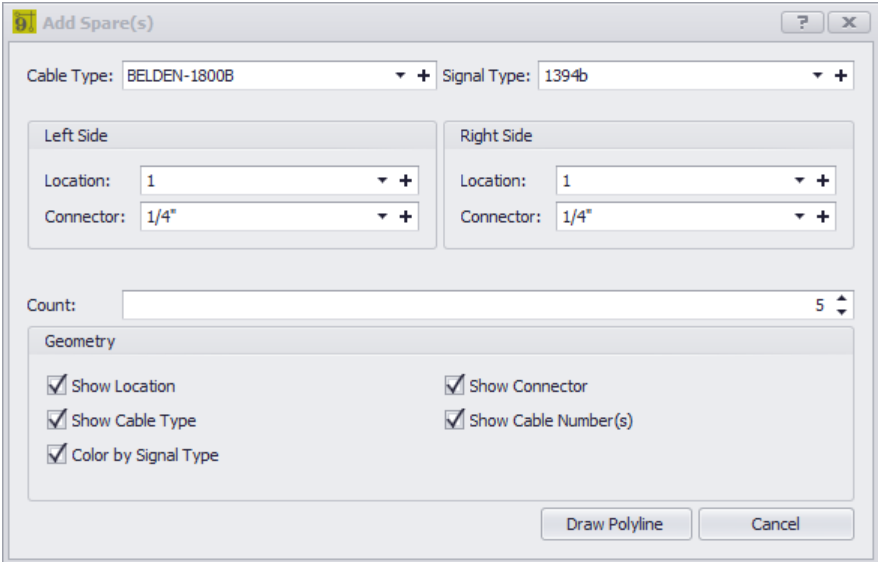 9 Add Spare(s) ? x
Cable Type: BELDEN-1800B + Signal Type: 1394b +
Left Side Right Side
Location: 1 + Location: 1 +
Connector: 1/4" + Connector: 1/4" +
Count: 5
Geometry
Show Location Show Connector
Show Cable Type Show Cable Number(s)
Color by Signal Type
Draw Polyline Cancel